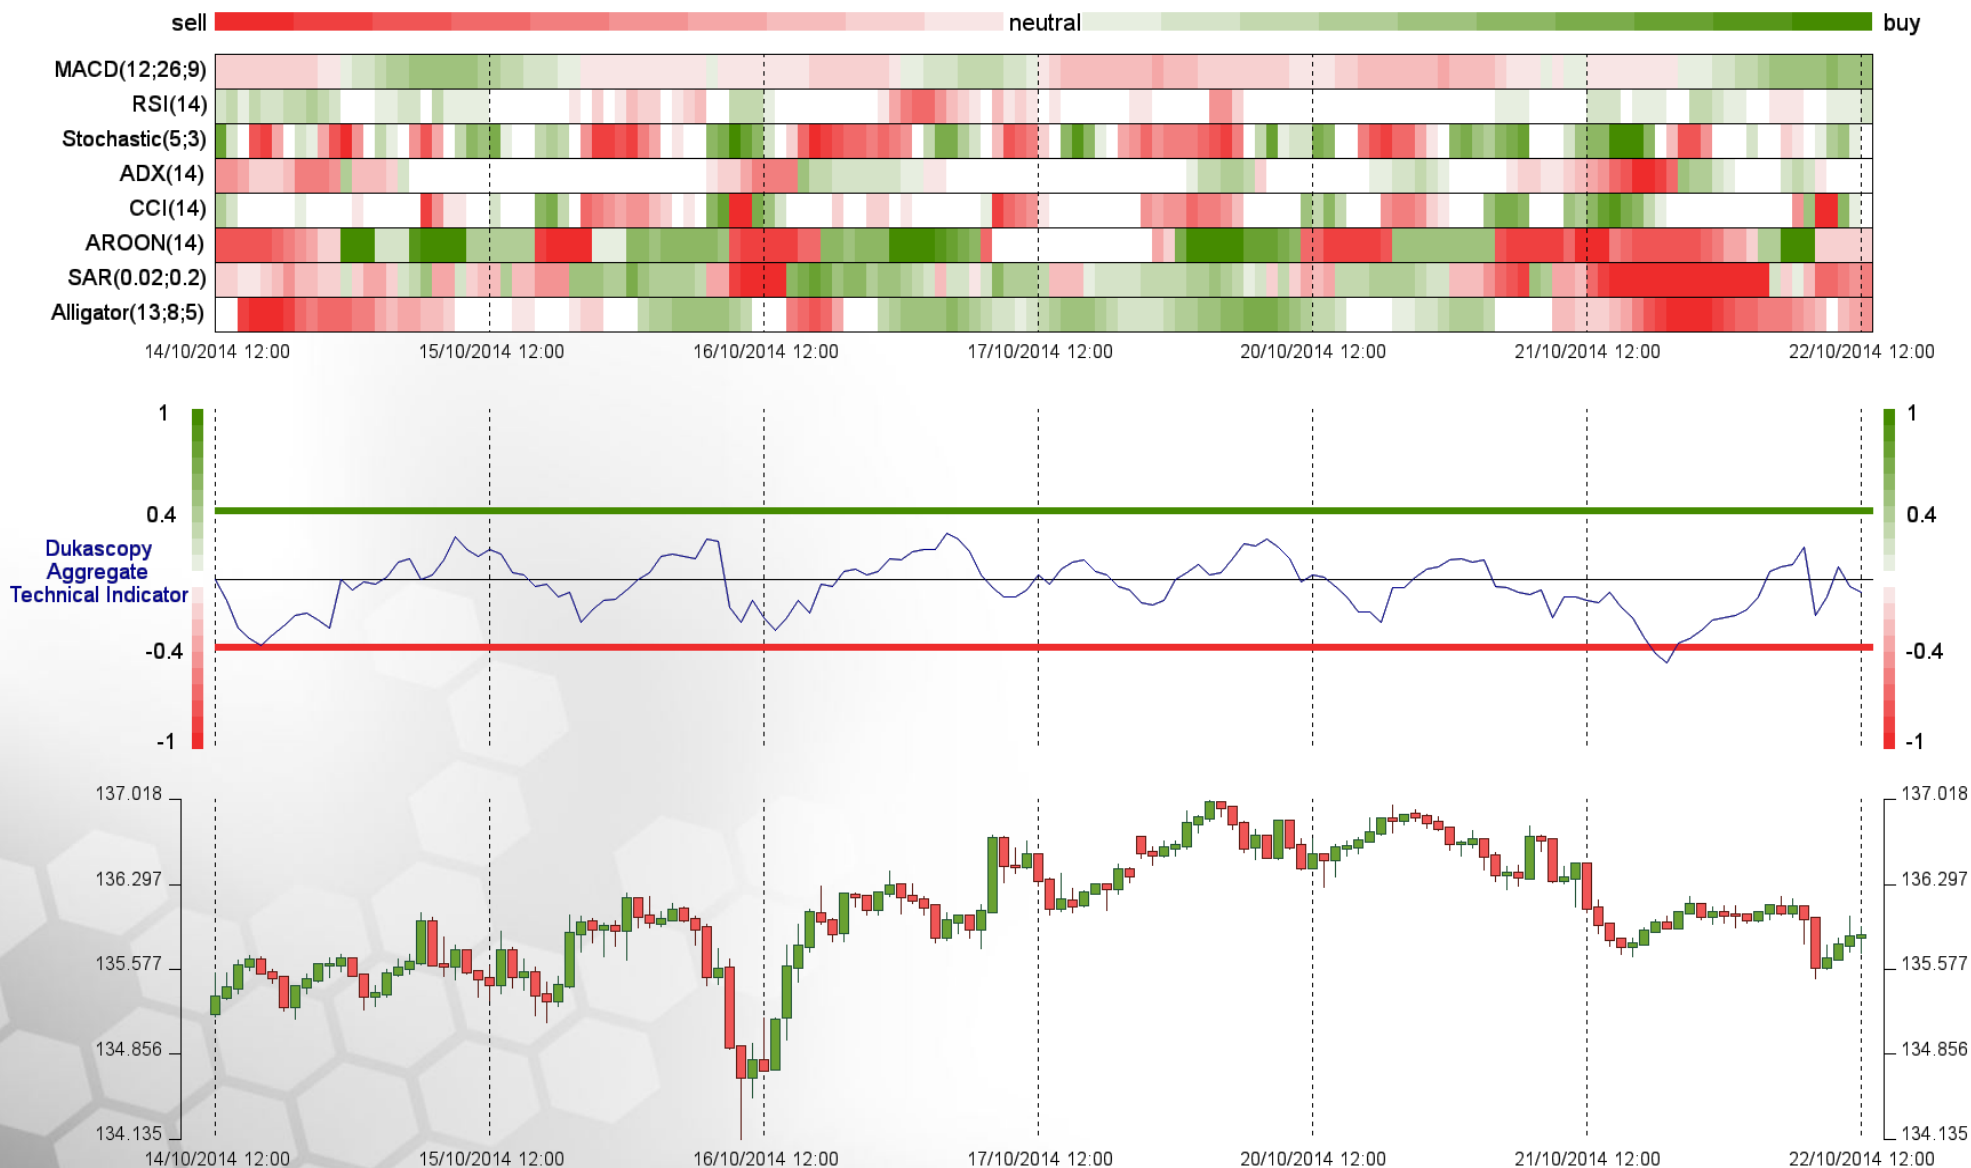 sell neutral buy
MACD(12;26;9)
RSI(14)
Stochastic(5;3)
ADX(14)
CCI(14)
AROON(14)
SAR(0.02;0.2)
Alligator(13;8;5)
14/10/2014 12:00 15/10/2014 12:00 16/10/2014 12:00 17/10/2014 12:00 20/10/2014 12:00 21/10/2014 12:00 22/10/2014 12:00
1 1
0.4 0.4
Dukascopy
Aggregate
Technical Indicator
-0.4 -0.4
-1 -1
137.018 137.018
136.297 136.297
135.577 135.577
134.856 134.856
134.135 134.135
14/10/2014 12:00 15/10/2014 12:00 16/10/2014 12:00 17/10/2014 12:00 20/10/2014 12:00 21/10/2014 12:00 22/10/2014 12:00